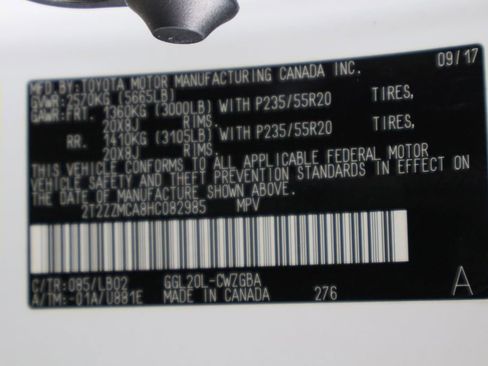 MFD.BY:TOYOTA MOTOR MANUFACTURING CANADA INC. 09/17
GVWR:2570KG (5665LB)
GAWR:FRT. 1360KG (3000LB) WITH P235/55R20 TIRES,
20X8J RIMS.
RR. 1410KG (3105LB) WITH P235/55R20 TIRES,
20X8J RIMS.
THIS VEHICLE CONFORMS TO ALL APPLICABLE FEDERAL MOTOR
VEHICLE SAFETY AND THEFT PREVENTION STANDARDS IN EFFECT ON
THE DATE OF MANUFACTURE SHOWN ABOVE.
2T2ZZMCA8HC082985 MPV
C/TR:085/LB02 GGL20L-CWZGBA
A/TM:-01A/U881E MADE IN CANADA 276 A